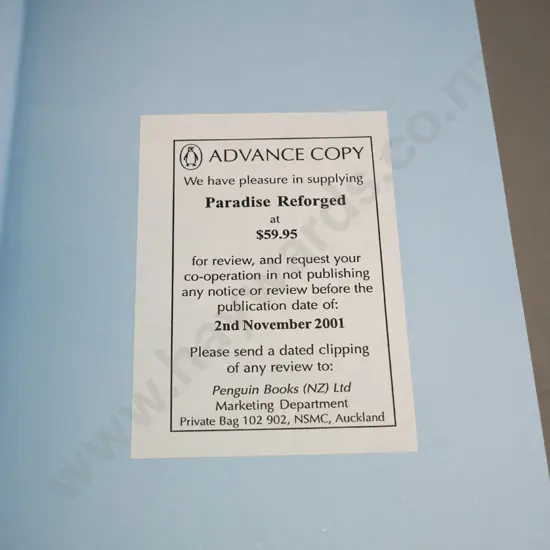 ADVANCE COPY
We have pleasure in supplying
Paradise Reforged
at
$59.95
for review, and request your
co-operation in not publishing
any notice or review before the
publication date of:
2nd November 2001
Please send a dated clipping
of any review to:
Penguin Books (NZ) Ltd
Marketing Department
Private Bag 102 902, NSMC, Auckland